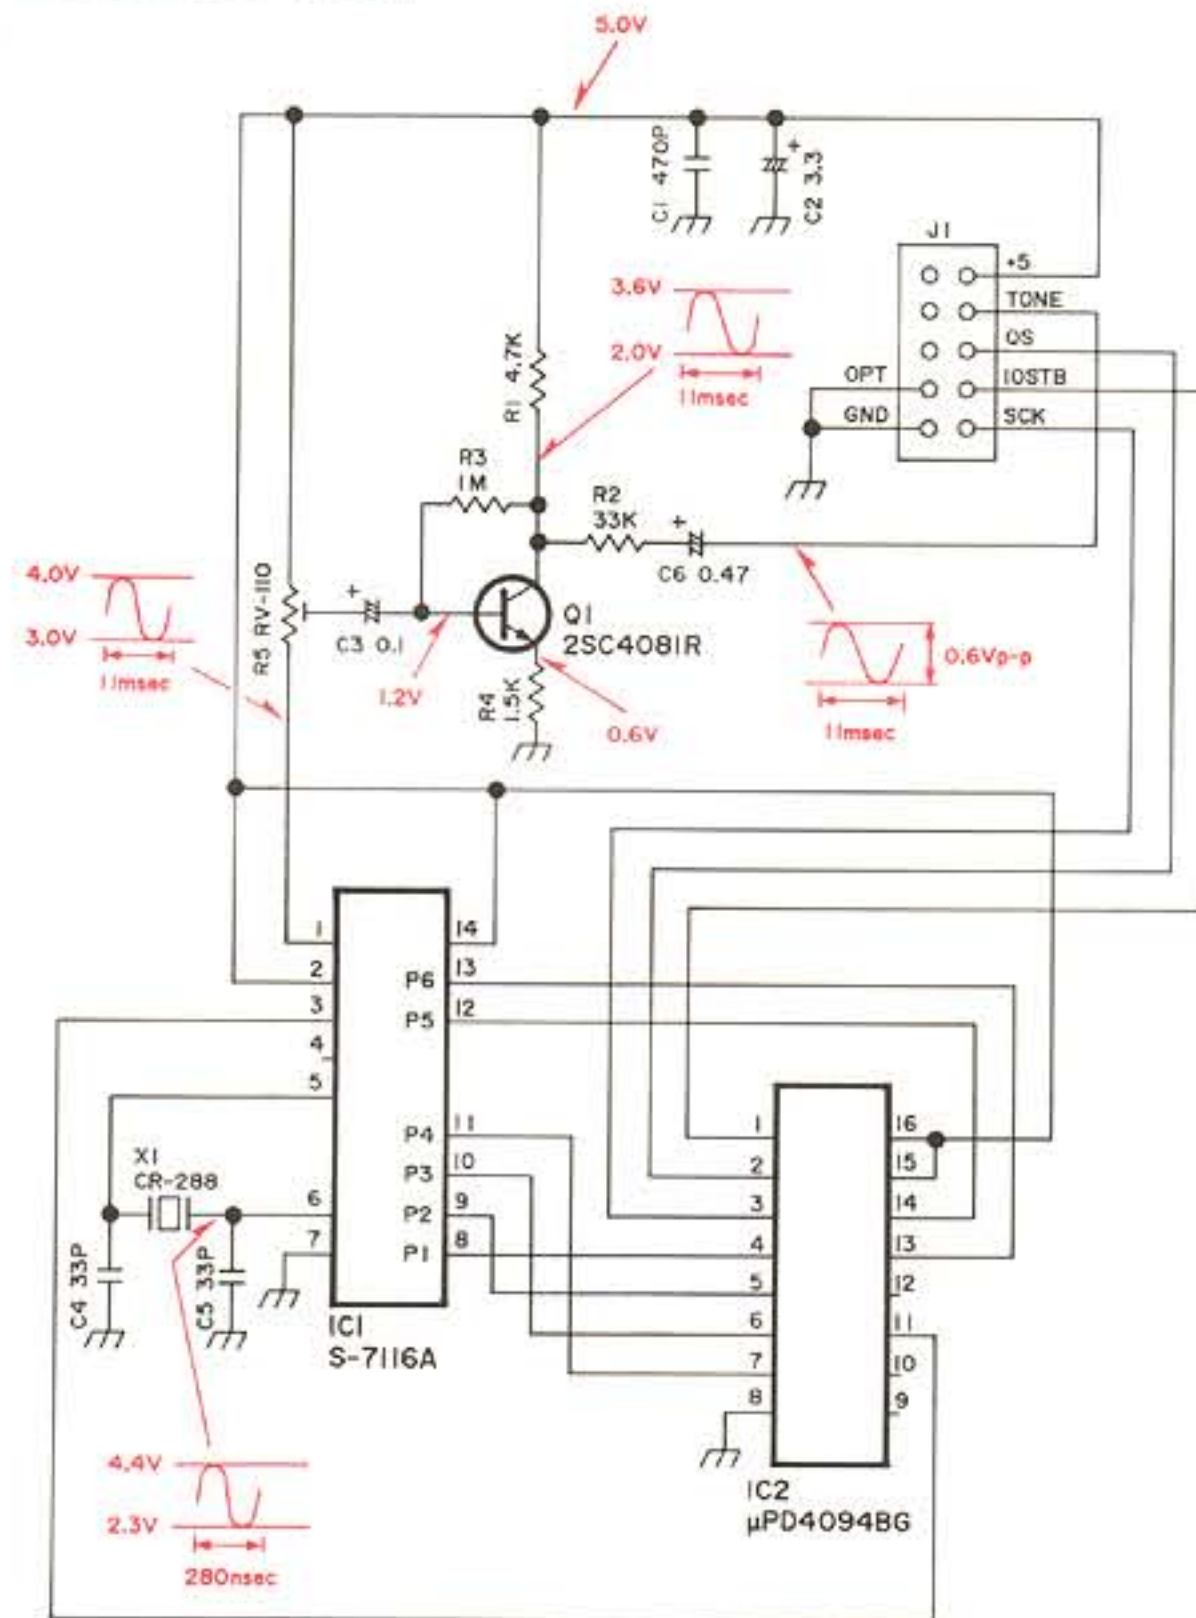 5.0V
C1 470P
C2 3.3
J1
+5
TONE
QS
IOSTB
SCK
OPT
GND
3.6V
2.0V
11msec
R1 4.7K
R3
1M
R2
33K
+
C6 0.47
4.0V
3.0V
11msec
R5 RV-110
+
C3 0.1
1.2V
Q1
2SC4081R
R4
1.5K
0.6V
0.6Vp-p
11msec
+
1
2
3
4
5
6
7
14
P6 13
P5 12
P4 11
P3 10
P2 9
P1 8
IC1
S-7116A
X1
CR-288
C4 33P
C5 33P
4.4V
2.3V
280nsec
1
2
3
4
5
6
7
8
16
15
14
13
12
11
10
9
IC2
μPD4094BG